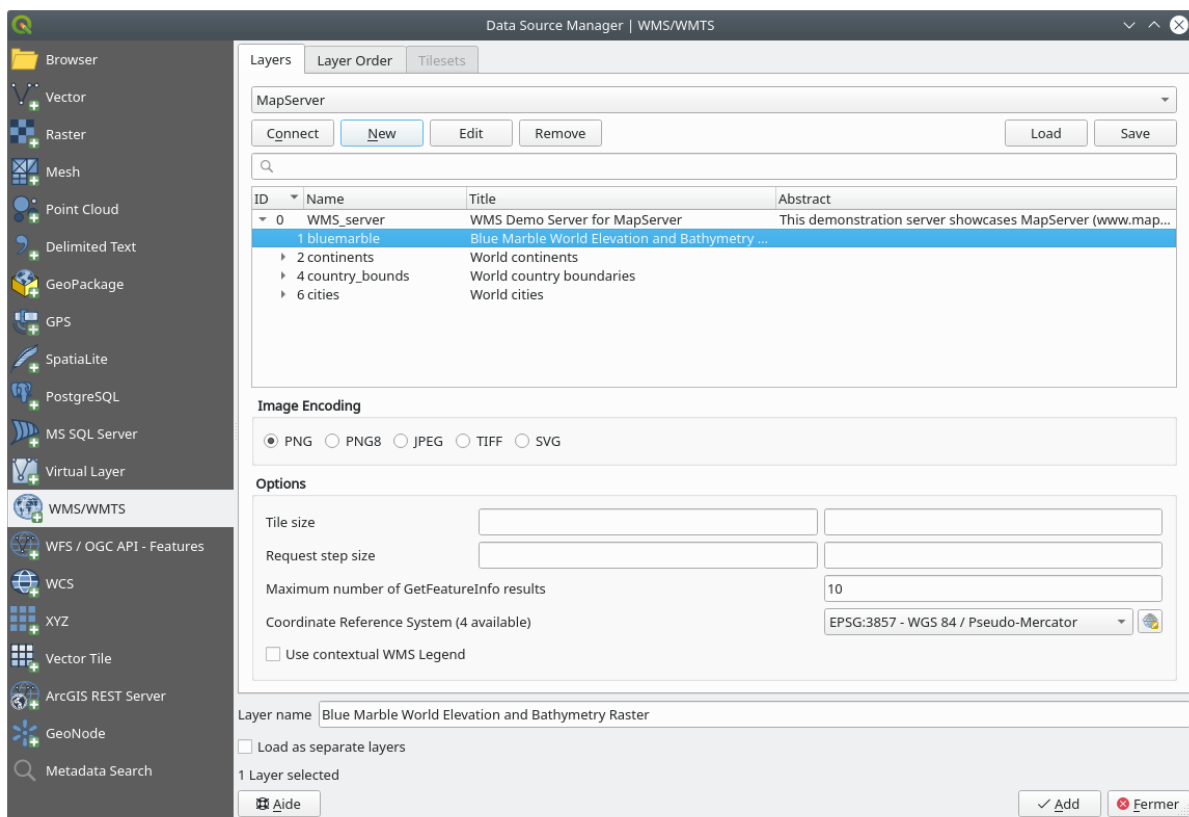 Data Source Manager | WMS/WMTS
Browser
Vector
Raster
Mesh
Point Cloud
Delimited Text
GeoPackage
GPS
SpatiaLite
PostgreSQL
MS SQL Server
Virtual Layer
WMS/WMTS
WFS / OGC API - Features
WCS
XYZ
Vector Tile
ArcGIS REST Server
GeoNode
Metadata Search
Layers Layer Order Tilesets
MapServer
Connect New Edit Remove Load Save
ID Name Title Abstract
0 WMS_server WMS Demo Server for MapServer This demonstration server showcases MapServer (www.map...
1 bluemarble Blue Marble World Elevation and Bathymetry ...
2 continents World continents
4 country_bounds World country boundaries
6 cities World cities
Image Encoding
PNG PNG8 JPEG TIFF SVG
Options
Tile size
Request step size
Maximum number of GetFeatureInfo results 10
Coordinate Reference System (4 available) EPSG:3857 - WGS 84 / Pseudo-Mercator
Use contextual WMS Legend
Layer name Blue Marble World Elevation and Bathymetry Raster
Load as separate layers
1 Layer selected
Aide Add Fermer